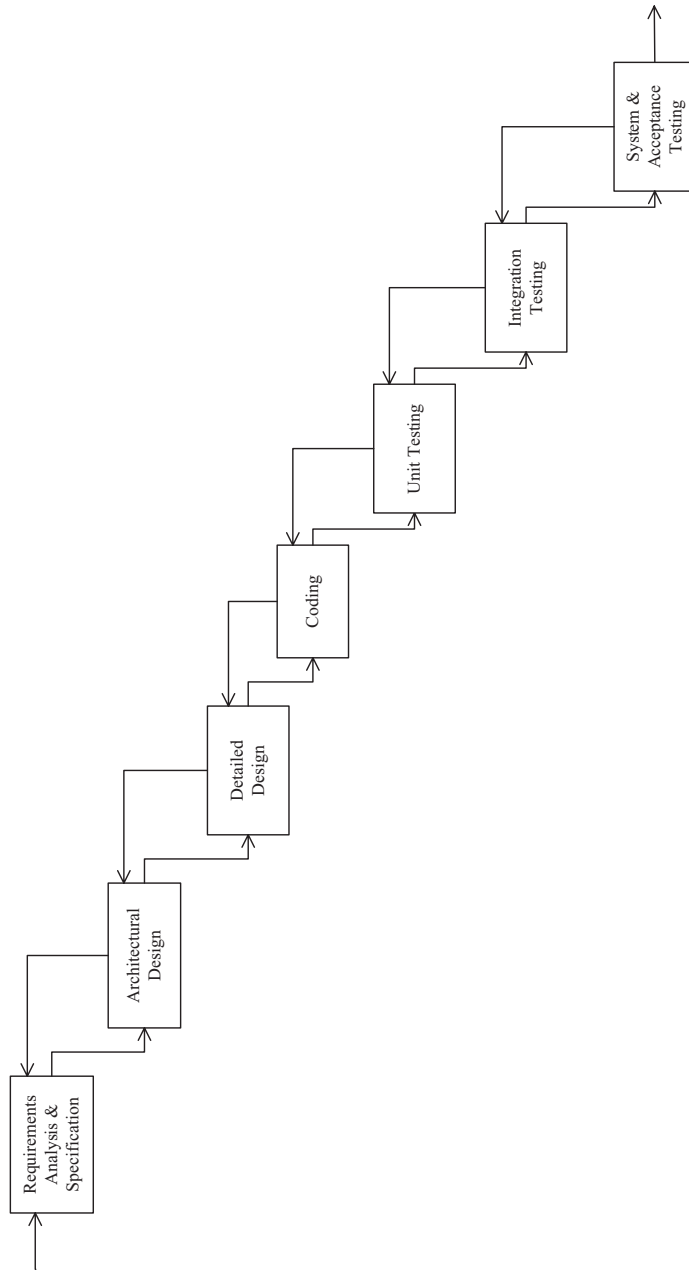 Requirements
Analysis &
Specification
Architectural
Design
Detailed
Design
Coding
Unit Testing
Integration
Testing
System &
Acceptance
Testing